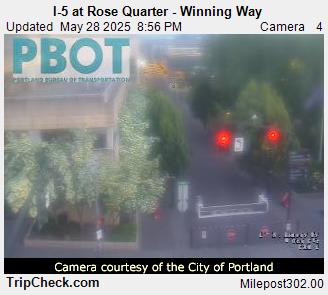 I-5 at Rose Quarter - Winning Way
Updated May 28 2025 8:56 PM Camera 4
PBOT
PORTLAND BUREAU OF TRANSPORTATION
Camera courtesy of the City of Portland
TripCheck.com Milepost302.00